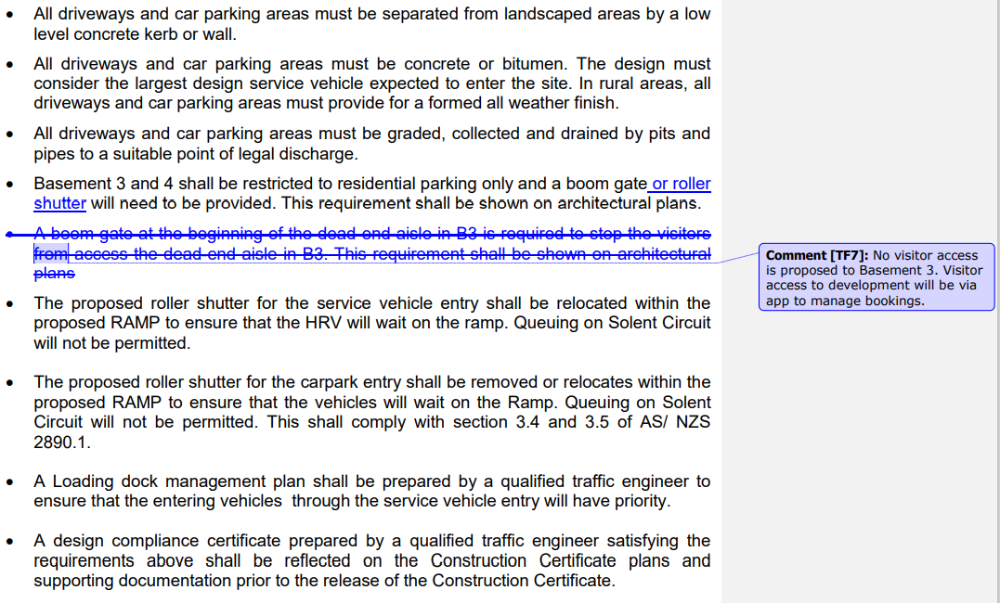 • All driveways and car parking areas must be separated from landscaped areas by a low
level concrete kerb or wall.
• All driveways and car parking areas must be concrete or bitumen. The design must
consider the largest design service vehicle expected to enter the site. In rural areas, all
driveways and car parking areas must provide for a formed all weather finish.
• All driveways and car parking areas must be graded, collected and drained by pits and
pipes to a suitable point of legal discharge.
• Basement 3 and 4 shall be restricted to residential parking only and a boom gate or roller
shutter will need to be provided. This requirement shall be shown on architectural plans.
• A boom gate at the beginning of the dead end aisle in B3 is required to stop the visitors
from access the dead end aisle in B3. This requirement shall be shown on architectural
plans
Comment [TF7]: No visitor access
is proposed to Basement 3. Visitor
access to development will be via
app to manage bookings.
• The proposed roller shutter for the service vehicle entry shall be relocated within the
proposed RAMP to ensure that the HRV will wait on the ramp. Queuing on Solent Circuit
will not be permitted.
• The proposed roller shutter for the carpark entry shall be removed or relocates within the
proposed RAMP to ensure that the vehicles will wait on the Ramp. Queuing on Solent
Circuit will not be permitted. This shall comply with section 3.4 and 3.5 of AS/ NZS
2890.1.
• A Loading dock management plan shall be prepared by a qualified traffic engineer to
ensure that the entering vehicles  through the service vehicle entry will have priority.
• A design compliance certificate prepared by a qualified traffic engineer satisfying the
requirements above shall be reflected on the Construction Certificate plans and
supporting documentation prior to the release of the Construction Certificate.